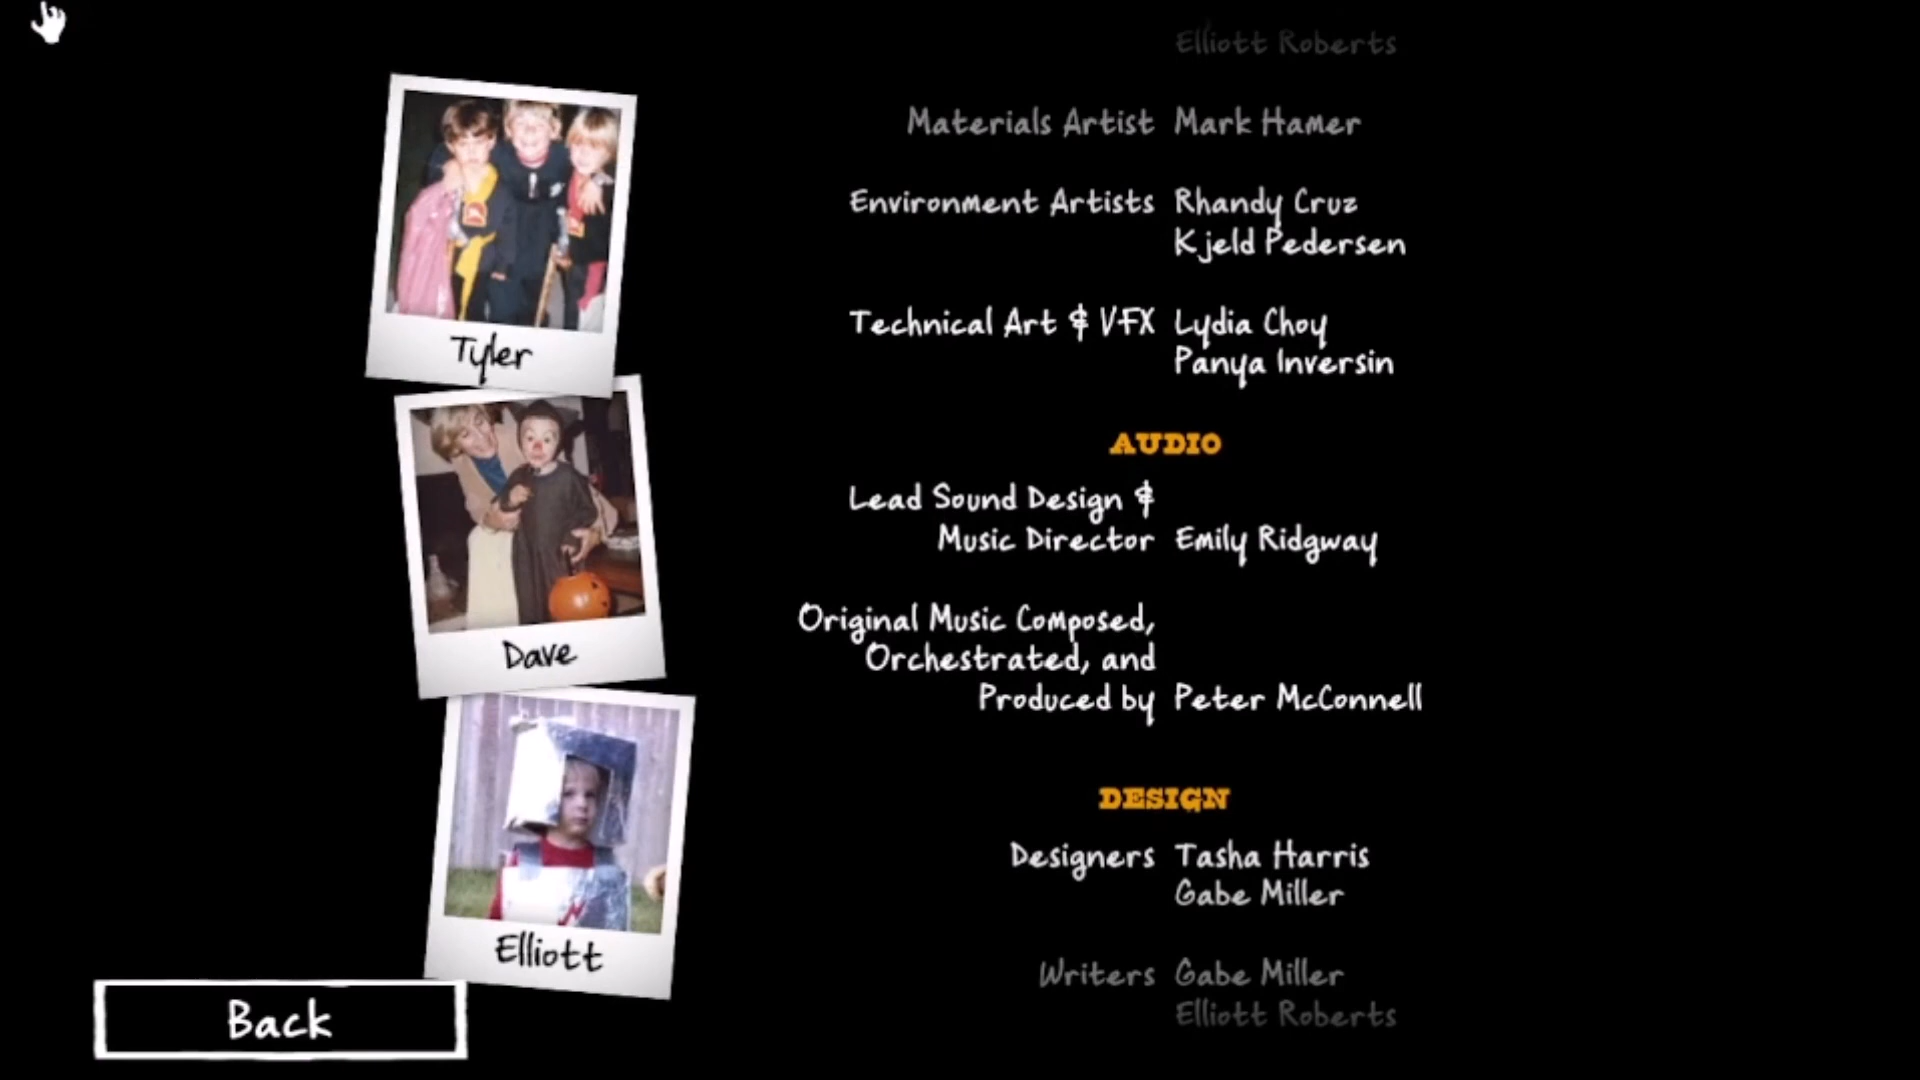 Tyler
Dave
Elliott
Back
Elliott Roberts
Materials Artist Mark Hamer
Environment Artists Rhandy Cruz
Kjeld Pedersen
Technical Art & VFX Lydia Choy
Panya Inversin
AUDIO
Lead Sound Design &
Music Director Emily Ridgway
Original Music Composed,
Orchestrated, and
Produced by Peter McConnell
DESIGN
Designers Tasha Harris
Gabe Miller
Writers Gabe Miller
Elliott Roberts